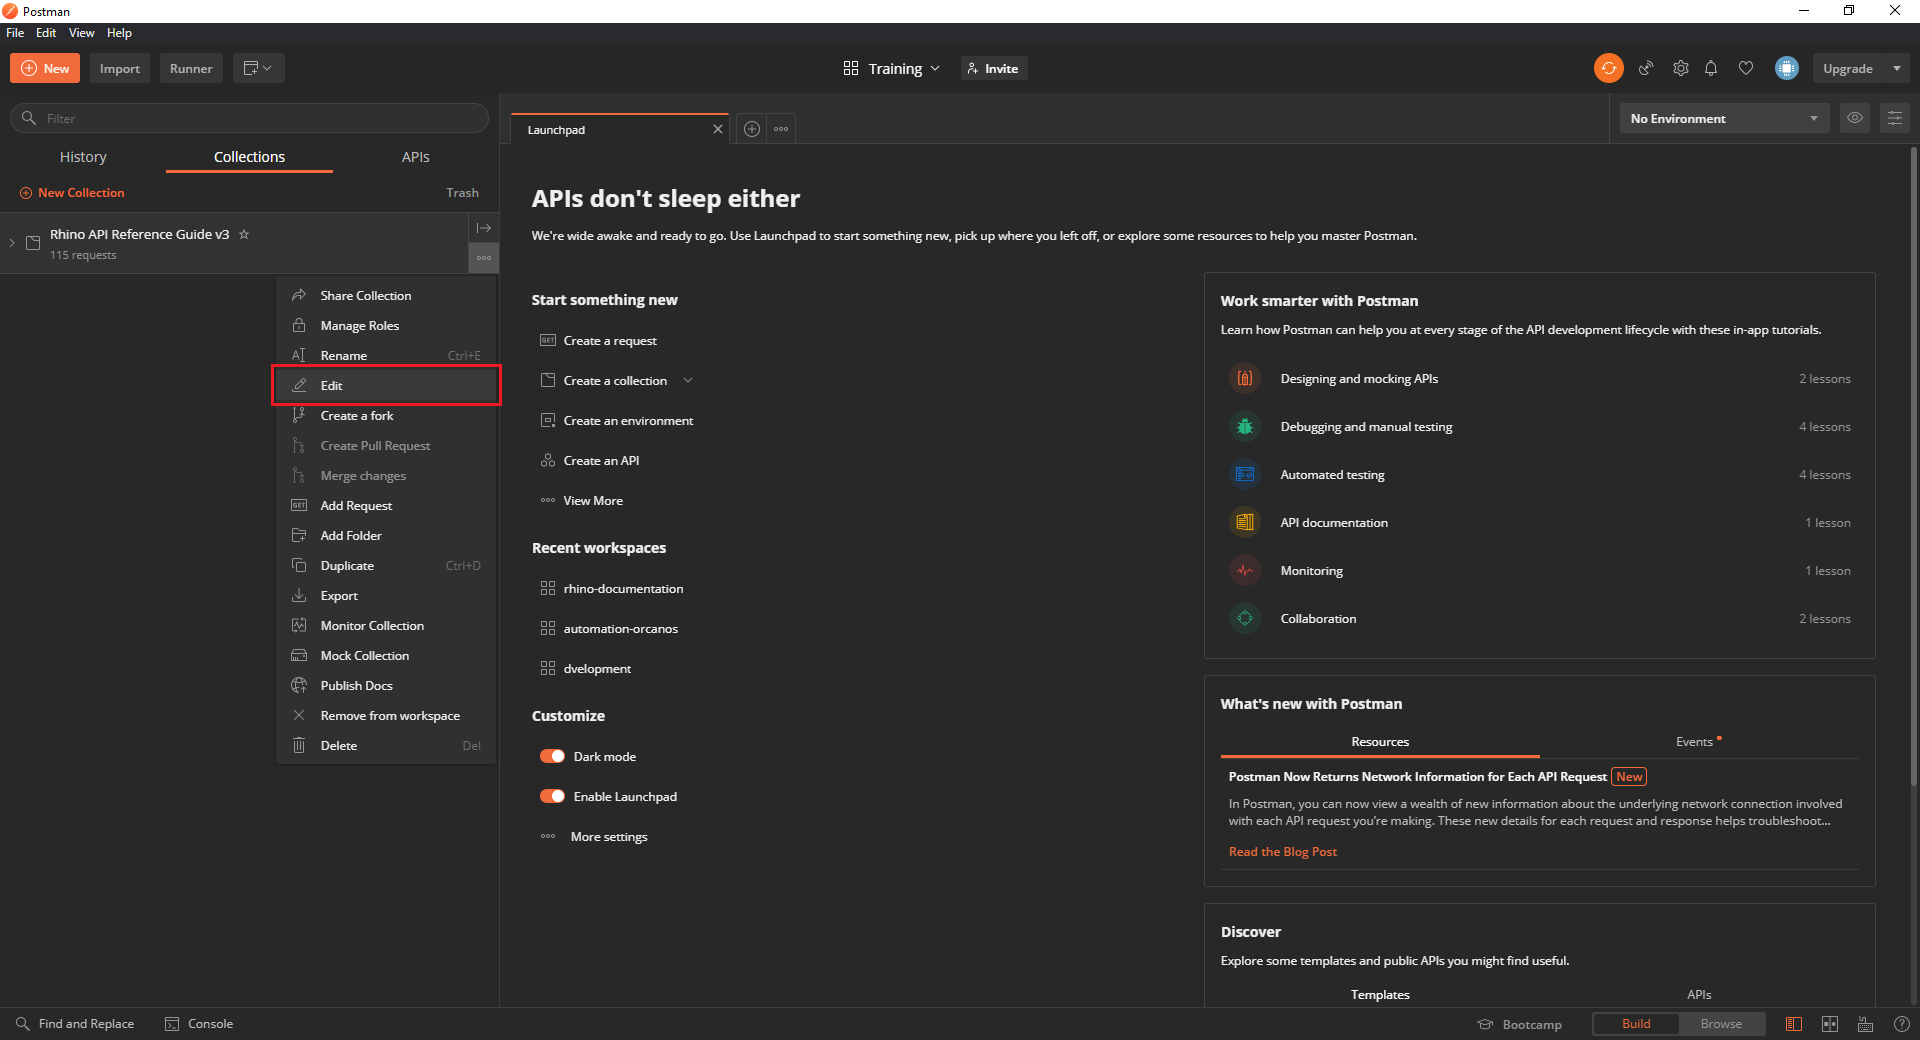 Postman
File Edit View Help
New Import Runner
Training Invite
Upgrade
Filter
History Collections APIs
New Collection Trash
Rhino API Reference Guide v3
115 requests
Share Collection
Manage Roles
Rename Ctrl+E
Edit
Create a fork
Create Pull Request
Merge changes
GET Add Request
Add Folder
Duplicate Ctrl+D
Export
Monitor Collection
Mock Collection
Publish Docs
Remove from workspace
Delete Del
Launchpad
No Environment
APIs don't sleep either
We're wide awake and ready to go. Use Launchpad to start something new, pick up where you left off, or explore some resources to help you master Postman.
Start something new
GET Create a request
Create a collection
Create an environment
Create an API
View More
Recent workspaces
rhino-documentation
automation-orcanos
dvelopment
Customize
Dark mode
Enable Launchpad
More settings
Work smarter with Postman
Learn how Postman can help you at every stage of the API development lifecycle with these in-app tutorials.
Designing and mocking APIs 2 lessons
Debugging and manual testing 4 lessons
Automated testing 4 lessons
API documentation 1 lesson
Monitoring 1 lesson
Collaboration 2 lessons
What's new with Postman
Resources Events
Postman Now Returns Network Information for Each API Request New
In Postman, you can now view a wealth of new information about the underlying network connection involved
with each API request you're making. These new details for each request and response helps troubleshoot...
Read the Blog Post
Discover
Explore some templates and public APIs you might find useful.
Templates APIs
Find and Replace Console
Bootcamp Build Browse